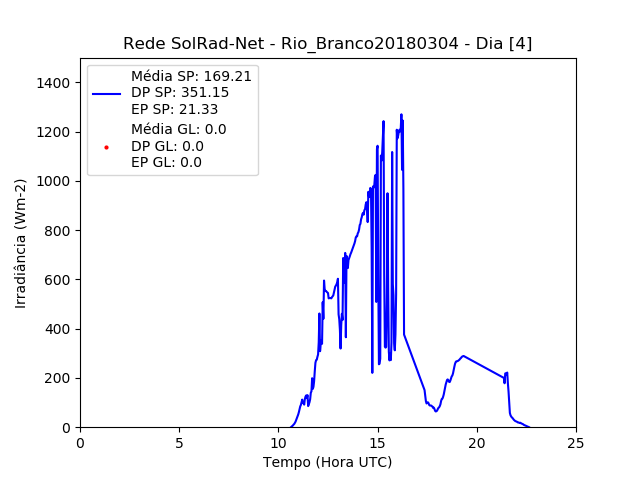 Rede SolRad-Net - Rio_Branco20180304 - Dia [4]
Média SP: 169.21
DP SP: 351.15
EP SP: 21.33
Média GL: 0.0
DP GL: 0.0
EP GL: 0.0
Irradiância (Wm-2)
1400
1200
1000
800
600
400
200
0
0 5 10 15 20 25
Tempo (Hora UTC)